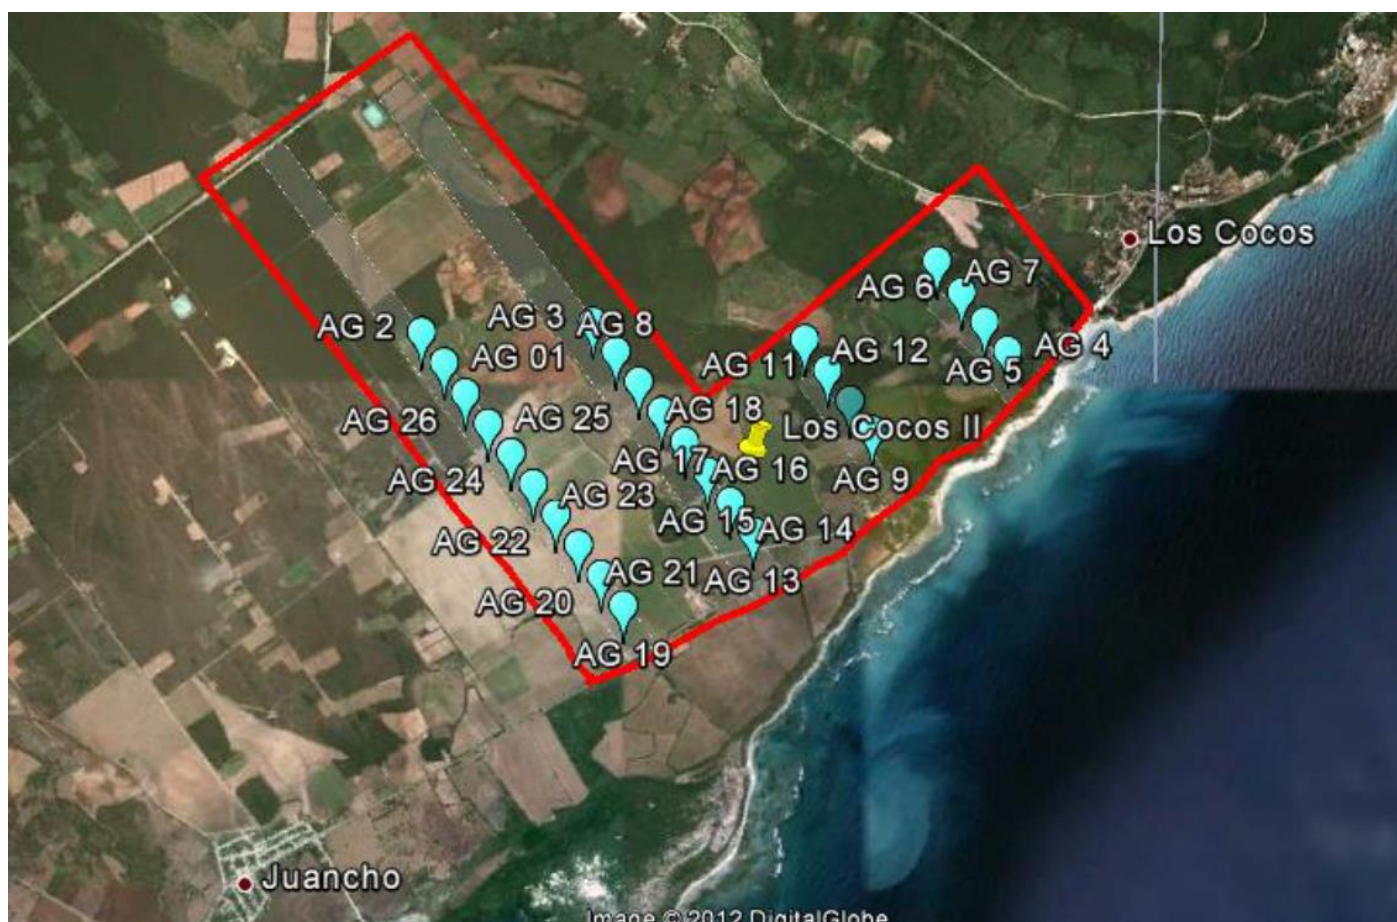 Los Cocos
AG 7
AG 6
AG 3
AG 8
AG 2
AG 12
AG 4
AG 01
AG 11
AG 5
AG 18
AG 26
AG 25
Los Cocos II
AG 17
AG 16
AG 24
AG 9
AG 23
AG 15
AG 14
AG 22
AG 21
AG 13
AG 20
AG 19
Juancho
Image © 2012 DigitalGlobe